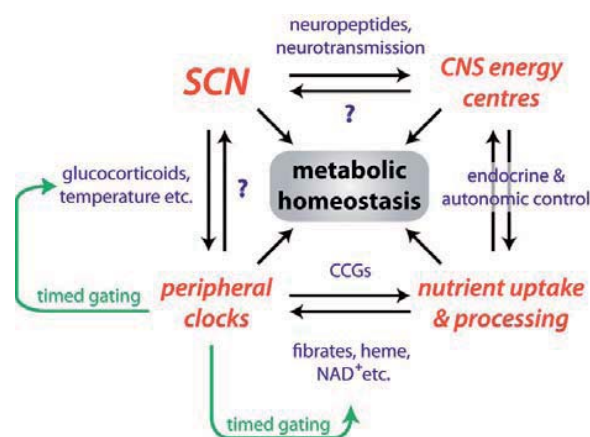 neuropeptides,
neurotransmission
SCN
CNS energy
centres
?
metabolic
homeostasis
glucocorticoids,
temperature etc.
?
endocrine &
autonomic control
timed gating
peripheral
clocks
CCGs
nutrient uptake
& processing
fibrates, heme,
NAD⁺etc.
timed gating